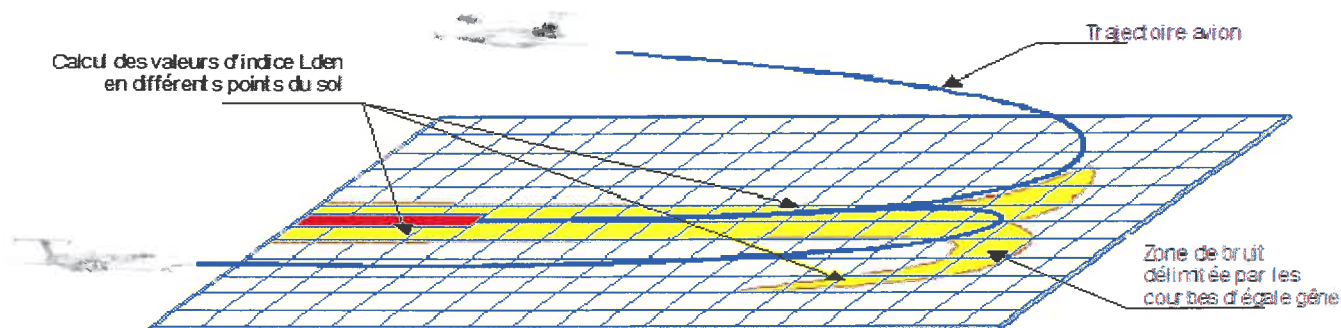 Trajectoire avion
Calcul des valeurs d'indice Lden
en différents points du sol
Zone de bruit
délimitée par les
courbes d'égale gêne